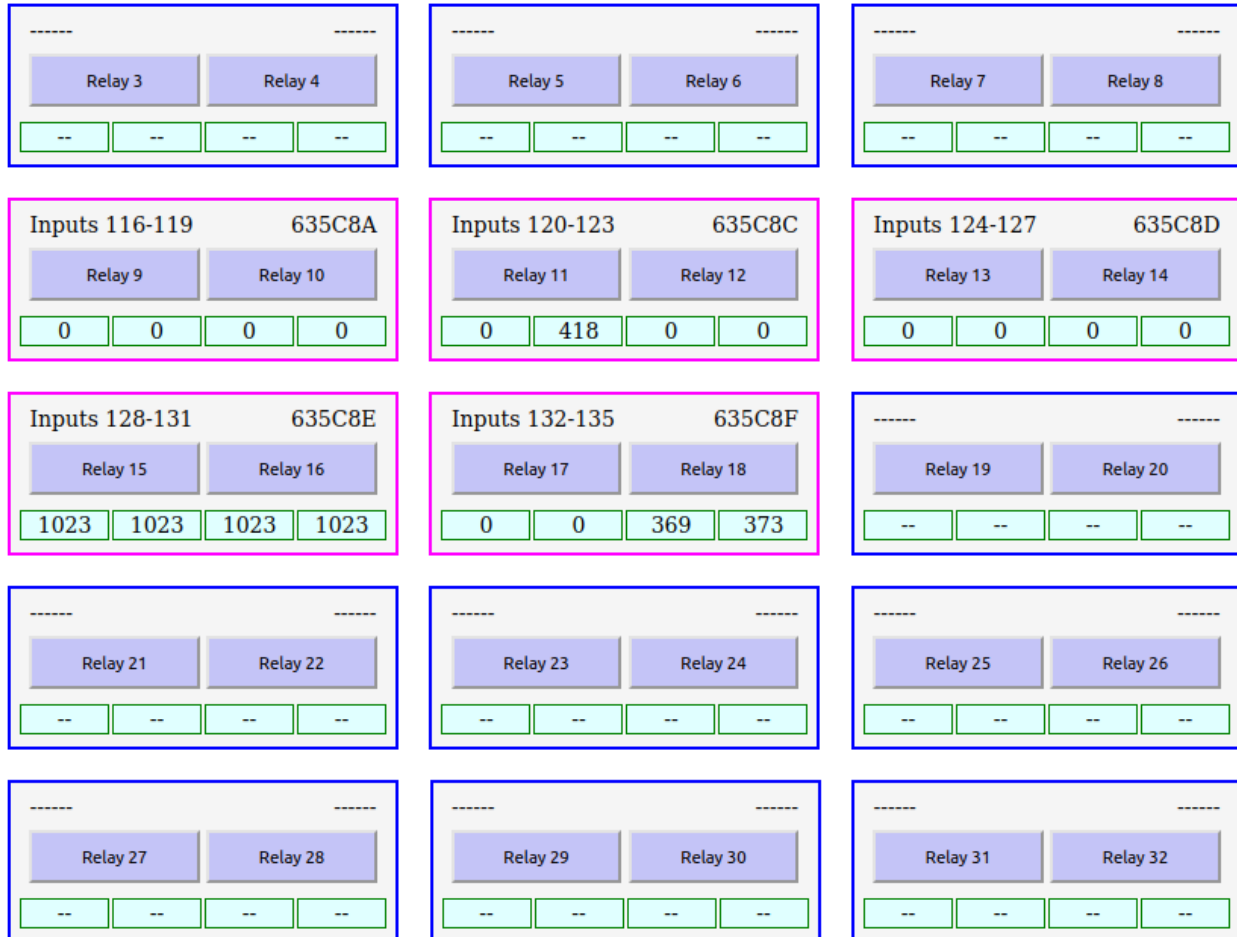 ------ ------ ------ ------ ------ ------
Relay 3 Relay 4 Relay 5 Relay 6 Relay 7 Relay 8
-- -- -- -- -- -- -- -- -- -- -- --
Inputs 116-119 635C8A Inputs 120-123 635C8C Inputs 124-127 635C8D
Relay 9 Relay 10 Relay 11 Relay 12 Relay 13 Relay 14
0 0 0 0 0 418 0 0 0 0 0 0
Inputs 128-131 635C8E Inputs 132-135 635C8F ------ ------
Relay 15 Relay 16 Relay 17 Relay 18 Relay 19 Relay 20
1023 1023 1023 1023 0 0 369 373 -- -- -- --
------ ------ ------ ------ ------ ------
Relay 21 Relay 22 Relay 23 Relay 24 Relay 25 Relay 26
-- -- -- -- -- -- -- -- -- -- -- --
------ ------ ------ ------ ------ ------
Relay 27 Relay 28 Relay 29 Relay 30 Relay 31 Relay 32
-- -- -- -- -- -- -- -- -- -- -- --